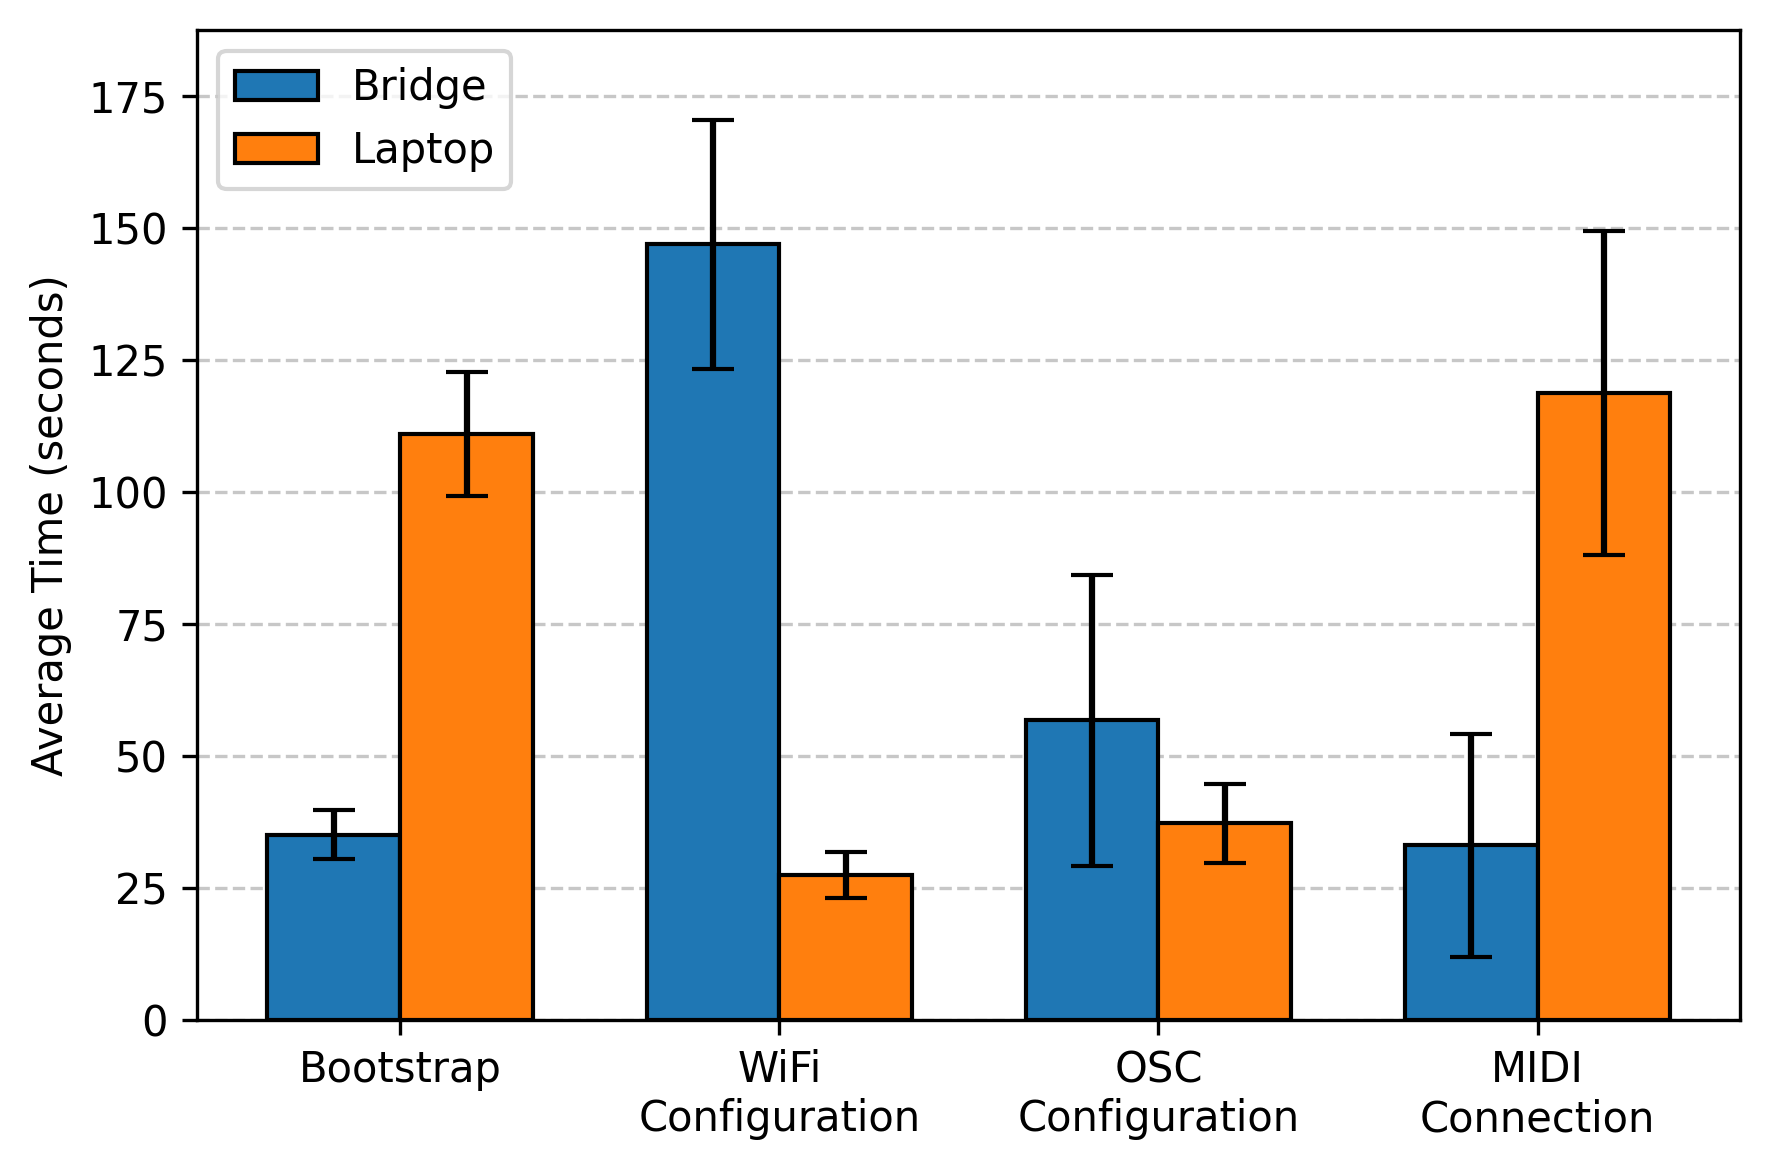 Bridge
Laptop
Average Time (seconds)
175
150
125
100
75
50
25
0
Bootstrap
WiFi
Configuration
OSC
Configuration
MIDI
Connection